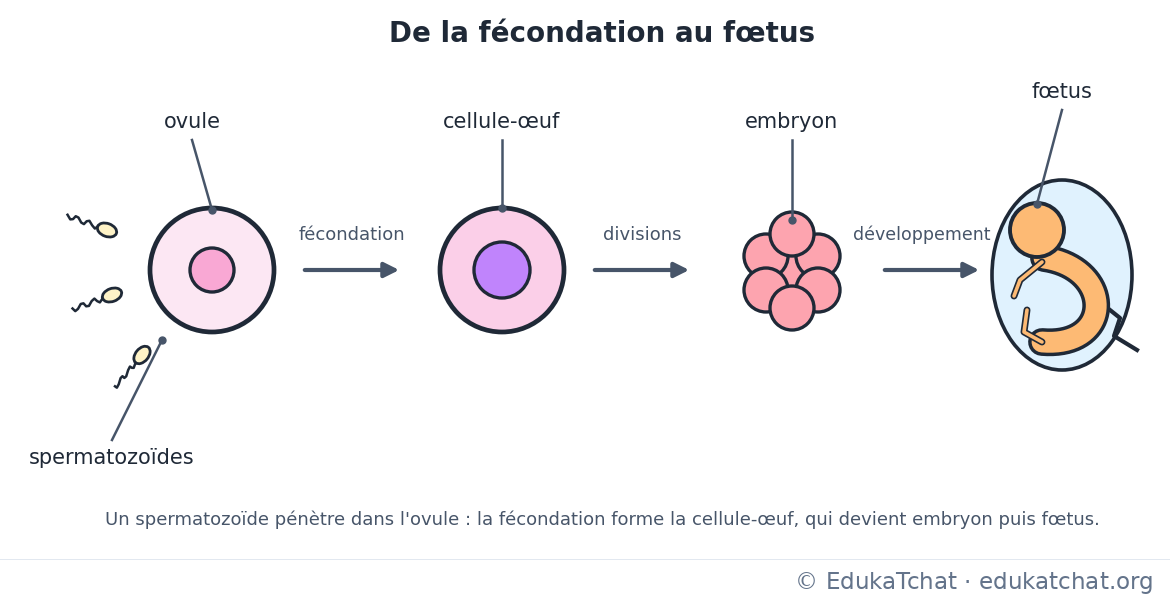 De la fécondation au fœtus
fœtus
ovule
cellule-œuf
embryon
fécondation
divisions
développement
spermatozoïdes
Un spermatozoïde pénètre dans l'ovule : la fécondation forme la cellule-œuf, qui devient embryon puis fœtus.
© EdukaTchat · edukatchat.org